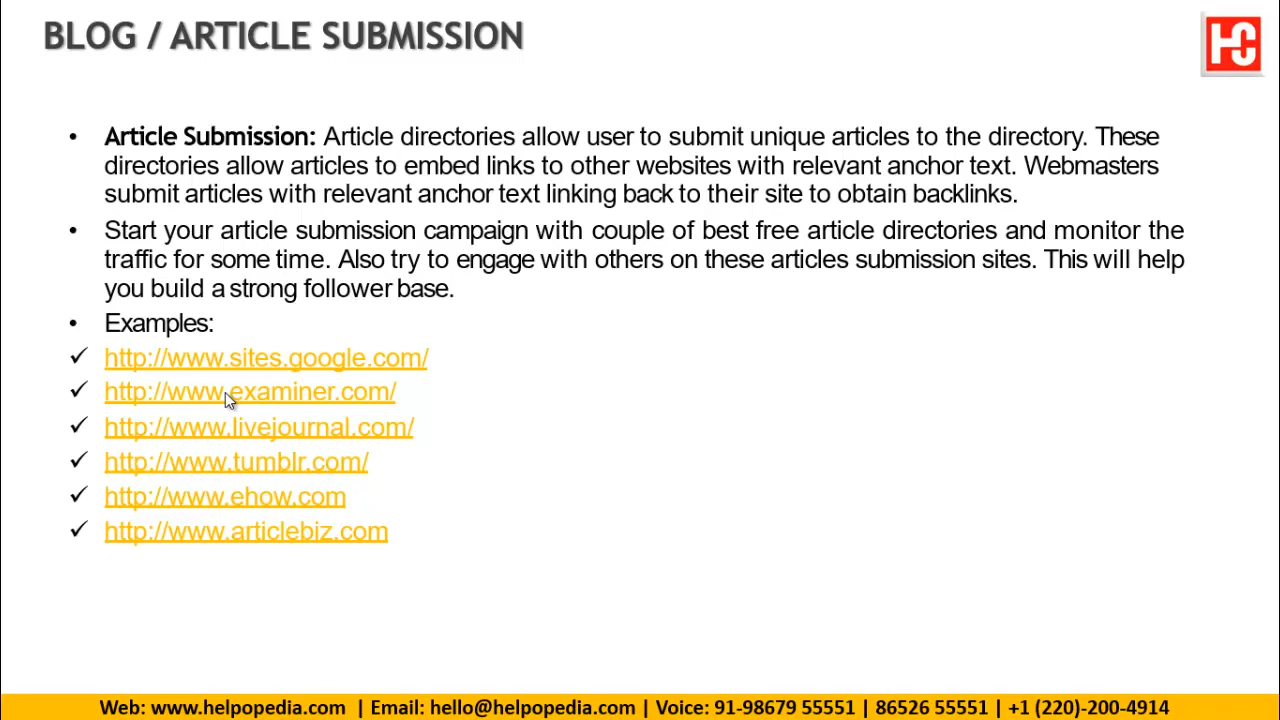 BLOG / ARTICLE SUBMISSION
HC
• Article Submission: Article directories allow user to submit unique articles to the directory. These
directories allow articles to embed links to other websites with relevant anchor text. Webmasters
submit articles with relevant anchor text linking back to their site to obtain backlinks.
• Start your article submission campaign with couple of best free article directories and monitor the
traffic for some time. Also try to engage with others on these articles submission sites. This will help
you build a strong follower base.
• Examples:
✓ http://www.sites.google.com/
✓ http://www.examiner.com/
✓ http://www.livejournal.com/
✓ http://www.tumblr.com/
✓ http://www.ehow.com
✓ http://www.articlebiz.com
Web: www.helpopedia.com | Email: hello@helpopedia.com | Voice: 91-98679 55551 | 86526 55551 | +1 (220)-200-4914